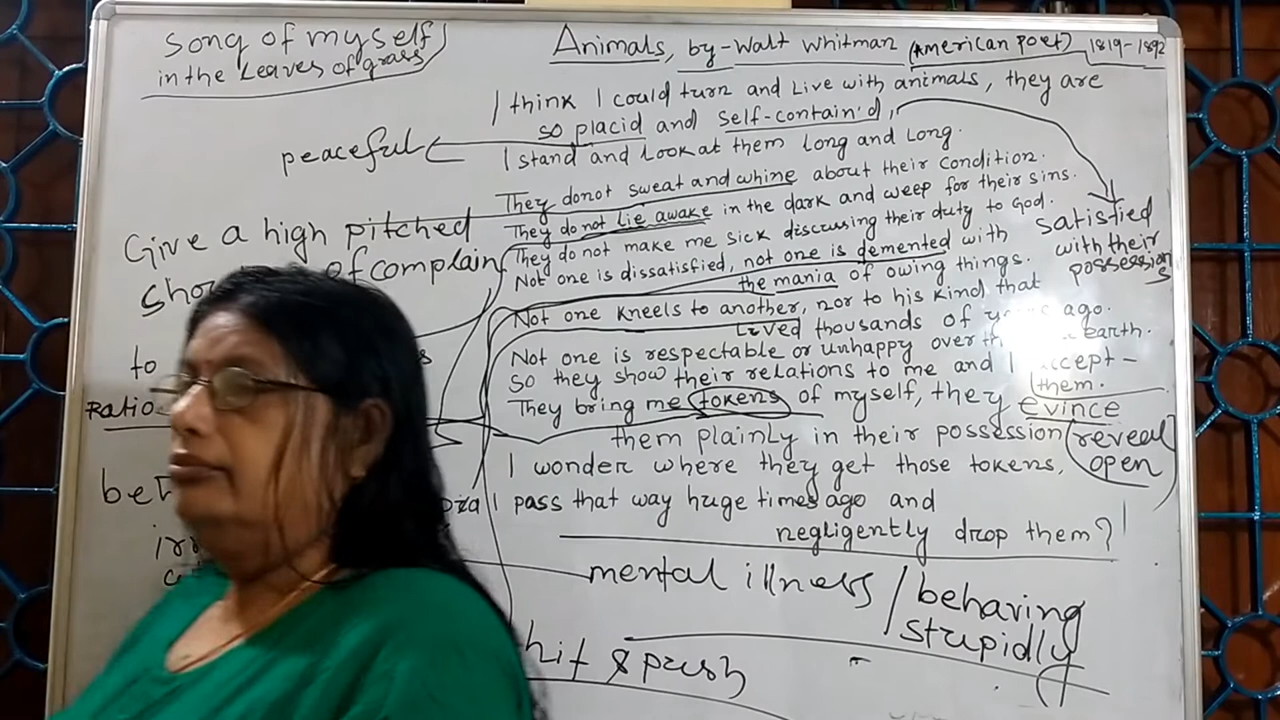 Song of myself
in the Leaves of grass
Animals, by - Walt Whitman (American Poet) 1819-1892
I think I could turn and Live with animals, they are
so placid and self-contain'd,
peaceful
I stand and look at them long and Long.
They donot sweat and whine about their condition.
They do not lie awake in the dark and weep for their sins.
They do not make me sick discussing their duty to God.
Not one is dissatisfied, not one is demented with
the mania of owing things.
Satisfied
with their
possessions
Give a high pitched
of complain
Not one kneels to another, nor to his kind that
Lived thousands of ago.
Not one is respectable or unhappy over earth.
So they show their relations to me and I accept -
them.
to
They bring me tokens of myself, they evince
them plainly in their possession
reveal
open
I wonder where they get those tokens,
I pass that way huge times ago and
negligently drop them?
mental illness / behaving
stupidly
hit & push